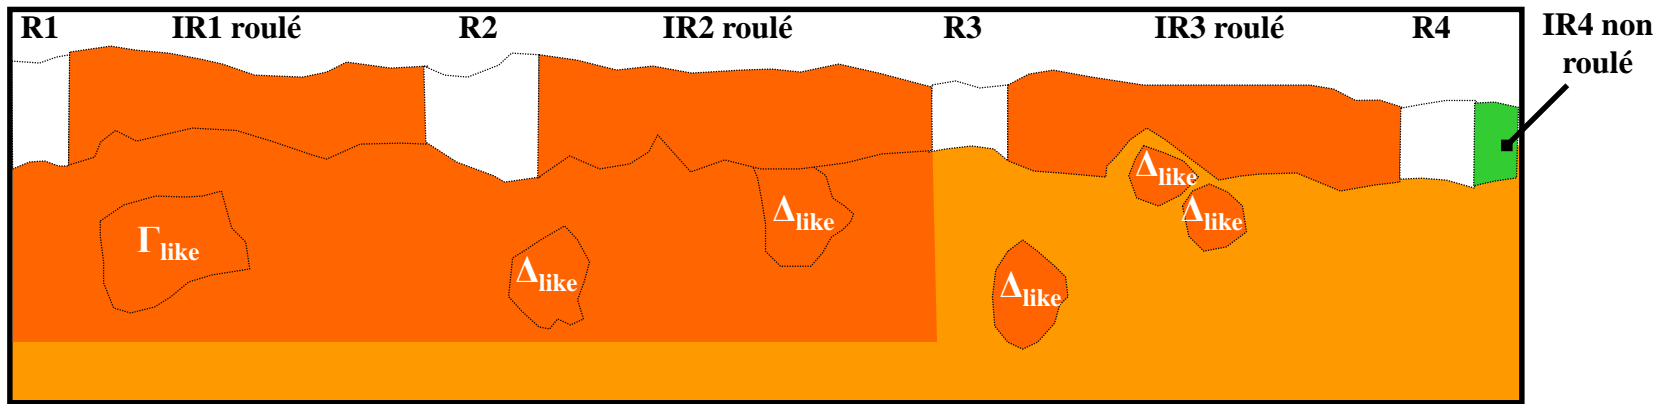 R1 IR1 roulé R2 IR2 roulé R3 IR3 roulé R4 IR4 non
roulé
Δlike
Δlike
Δlike
Γlike
Δlike
Δlike